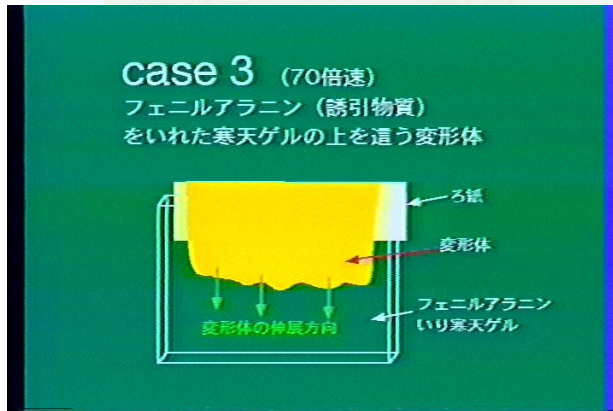 case 3 (70倍速)
フェニルアラニン(誘引物質)
をいれた寒天ゲルの上を這う変形体
ろ紙
変形体
フェニルアラニン
いり寒天ゲル
変形体の伸展方向